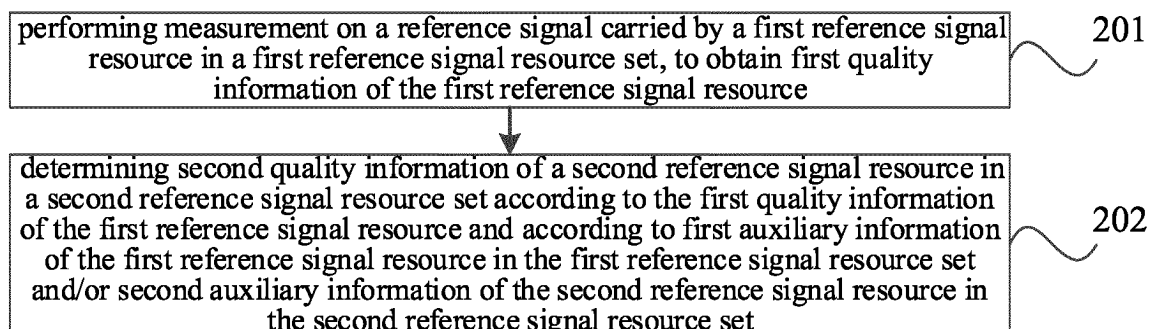 performing measurement on a reference signal carried by a first reference signal
resource in a first reference signal resource set, to obtain first quality
information of the first reference signal resource
201
determining second quality information of a second reference signal resource in
a second reference signal resource set according to the first quality information
of the first reference signal resource and according to first auxiliary information
of the first reference signal resource in the first reference signal resource set
and/or second auxiliary information of the second reference signal resource in
the second reference signal resource set
202